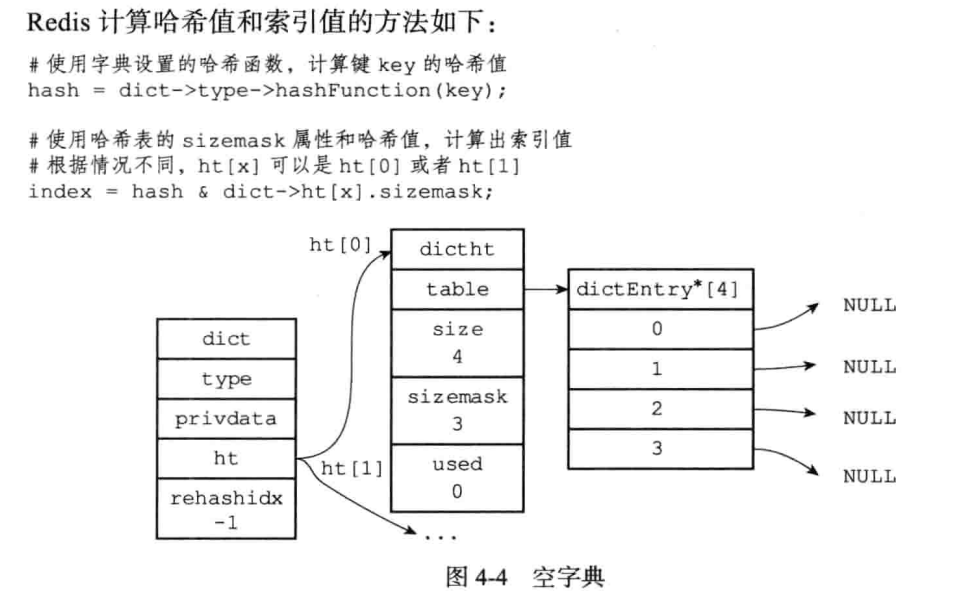 Redis 计算哈希值和索引值的方法如下：
# 使用字典设置的哈希函数，计算键 key 的哈希值
hash = dict->type->hashFunction(key);
# 使用哈希表的 sizemask 属性和哈希值，计算出索引值
# 根据情况不同，ht[x] 可以是 ht[0] 或者 ht[1]
index = hash & dict->ht[x].sizemask;
ht[0]
dictht
table
size
4
sizemask
3
used
0
dictEntry*[4]
0
1
2
3
NULL
NULL
NULL
NULL
dict
type
privdata
ht
rehashidx
-1
ht[1]
...
图 4-4 空字典